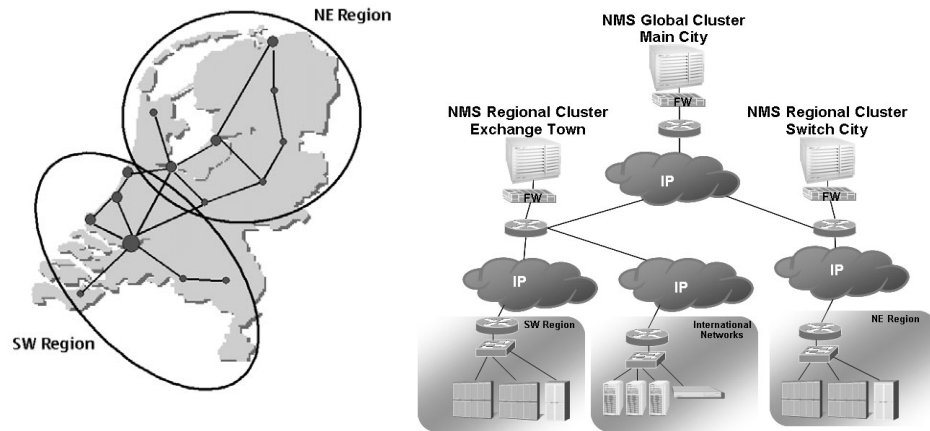 NE Region
SW Region
NMS Global Cluster
Main City
FW
NMS Regional Cluster
Exchange Town
FW
NMS Regional Cluster
Switch City
FW
IP
IP
IP
IP
SW Region
International
Networks
NE Region